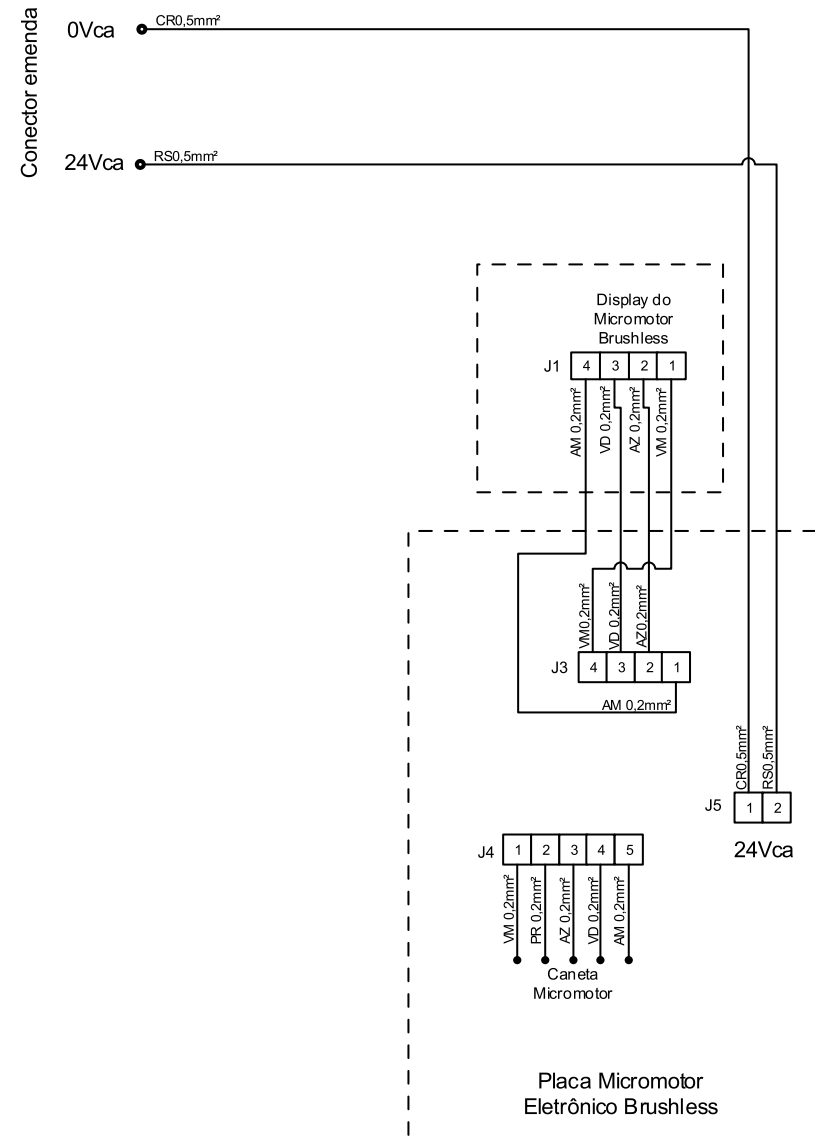 Conector emenda
0Vca
CR0,5mm²
24Vca
RS0,5mm²
Display do
Micromotor
Brushless
J1
4
3
2
1
AM 0,2mm²
VD 0,2mm²
AZ 0,2mm²
VM 0,2mm²
VM0,2mm²
VD 0,2mm²
AZ0,2mm²
J3
4
3
2
1
AM 0,2mm²
CR0,5mm²
RS0,5mm²
J5
1
2
24Vca
J4
1
2
3
4
5
VM 0,2mm²
PR 0,2mm²
AZ 0,2mm²
VD 0,2mm²
AM 0,2mm²
Caneta
Micromotor
Placa Micromotor
Eletrônico Brushless